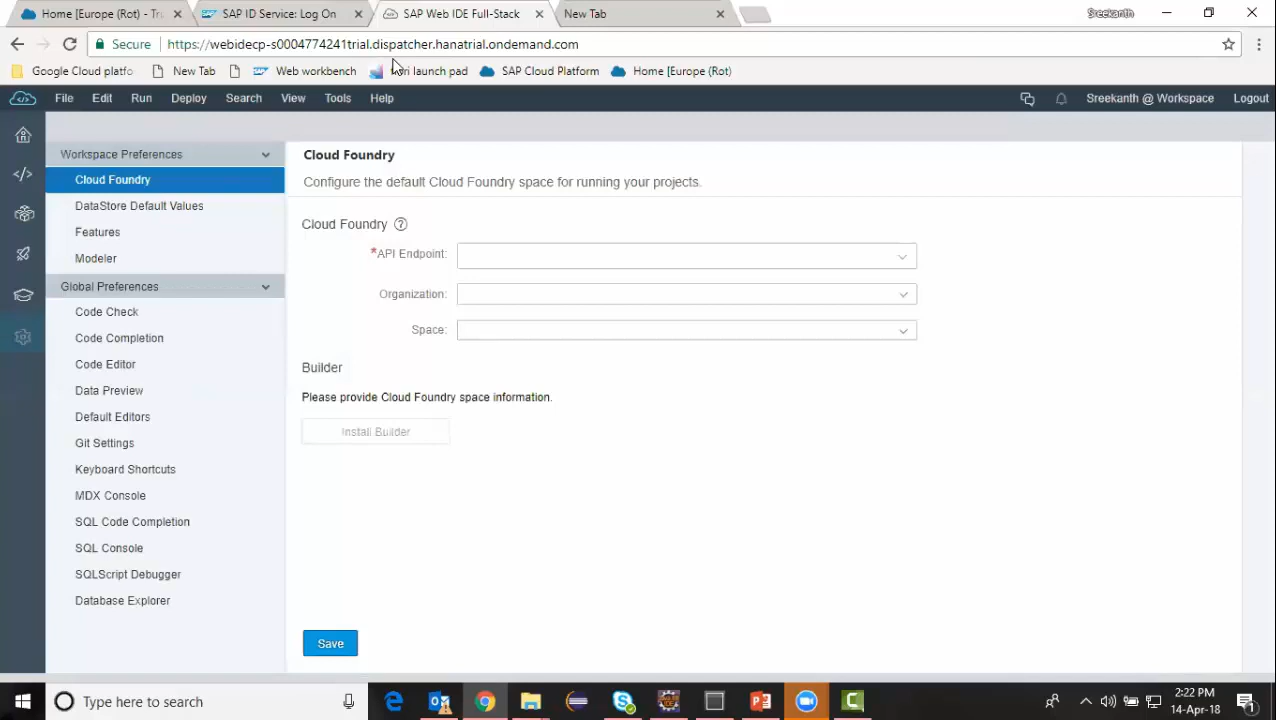 Home [Europe (Rot) - Tru
SAP ID Service: Log On
SAP Web IDE Full-Stack
New Tab
Sreekanth
Secure
https://webidecp-s0004774241trial.dispatcher.hanatrial.ondemand.com
Google Cloud platfo
New Tab
Web workbench
launch pad
SAP Cloud Platform
Home [Europe (Rot)
File Edit Run Deploy Search View Tools Help
Sreekanth @ Workspace
Logout
Workspace Preferences
Cloud Foundry
DataStore Default Values
Features
Modeler
Global Preferences
Code Check
Code Completion
Code Editor
Data Preview
Default Editors
Git Settings
Keyboard Shortcuts
MDX Console
SQL Code Completion
SQL Console
SQLScript Debugger
Database Explorer
Cloud Foundry
Configure the default Cloud Foundry space for running your projects.
Cloud Foundry ?
*API Endpoint:
Organization:
Space:
Builder
Please provide Cloud Foundry space information.
Install Builder
Save
Type here to search
2:22 PM
14-Apr-18